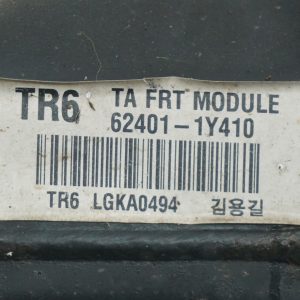 TR6 TA FRT MODULE
62401-1Y410
TR6 LGKA0494 김용길